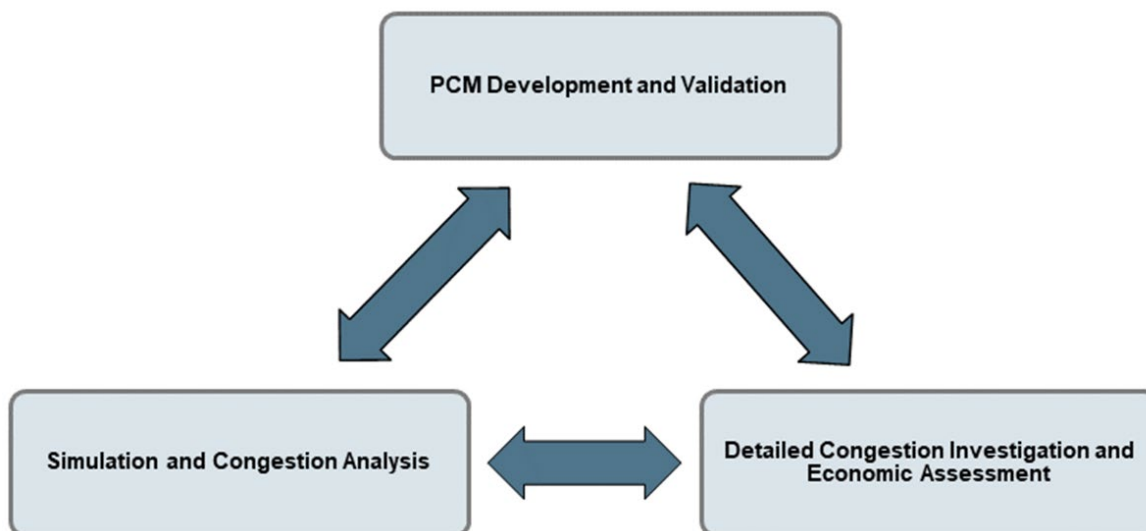 PCM Development and Validation
Simulation and Congestion Analysis
Detailed Congestion Investigation and
Economic Assessment